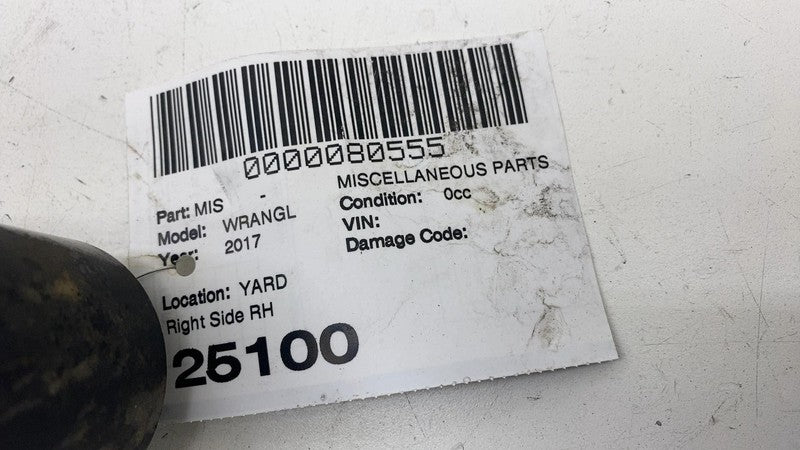 0000080555
Part: MIS - MISCELLANEOUS PARTS
Model: WRANGL Condition: 0cc
Year: 2017 VIN:
Damage Code:
Location: YARD
Right Side RH
25100